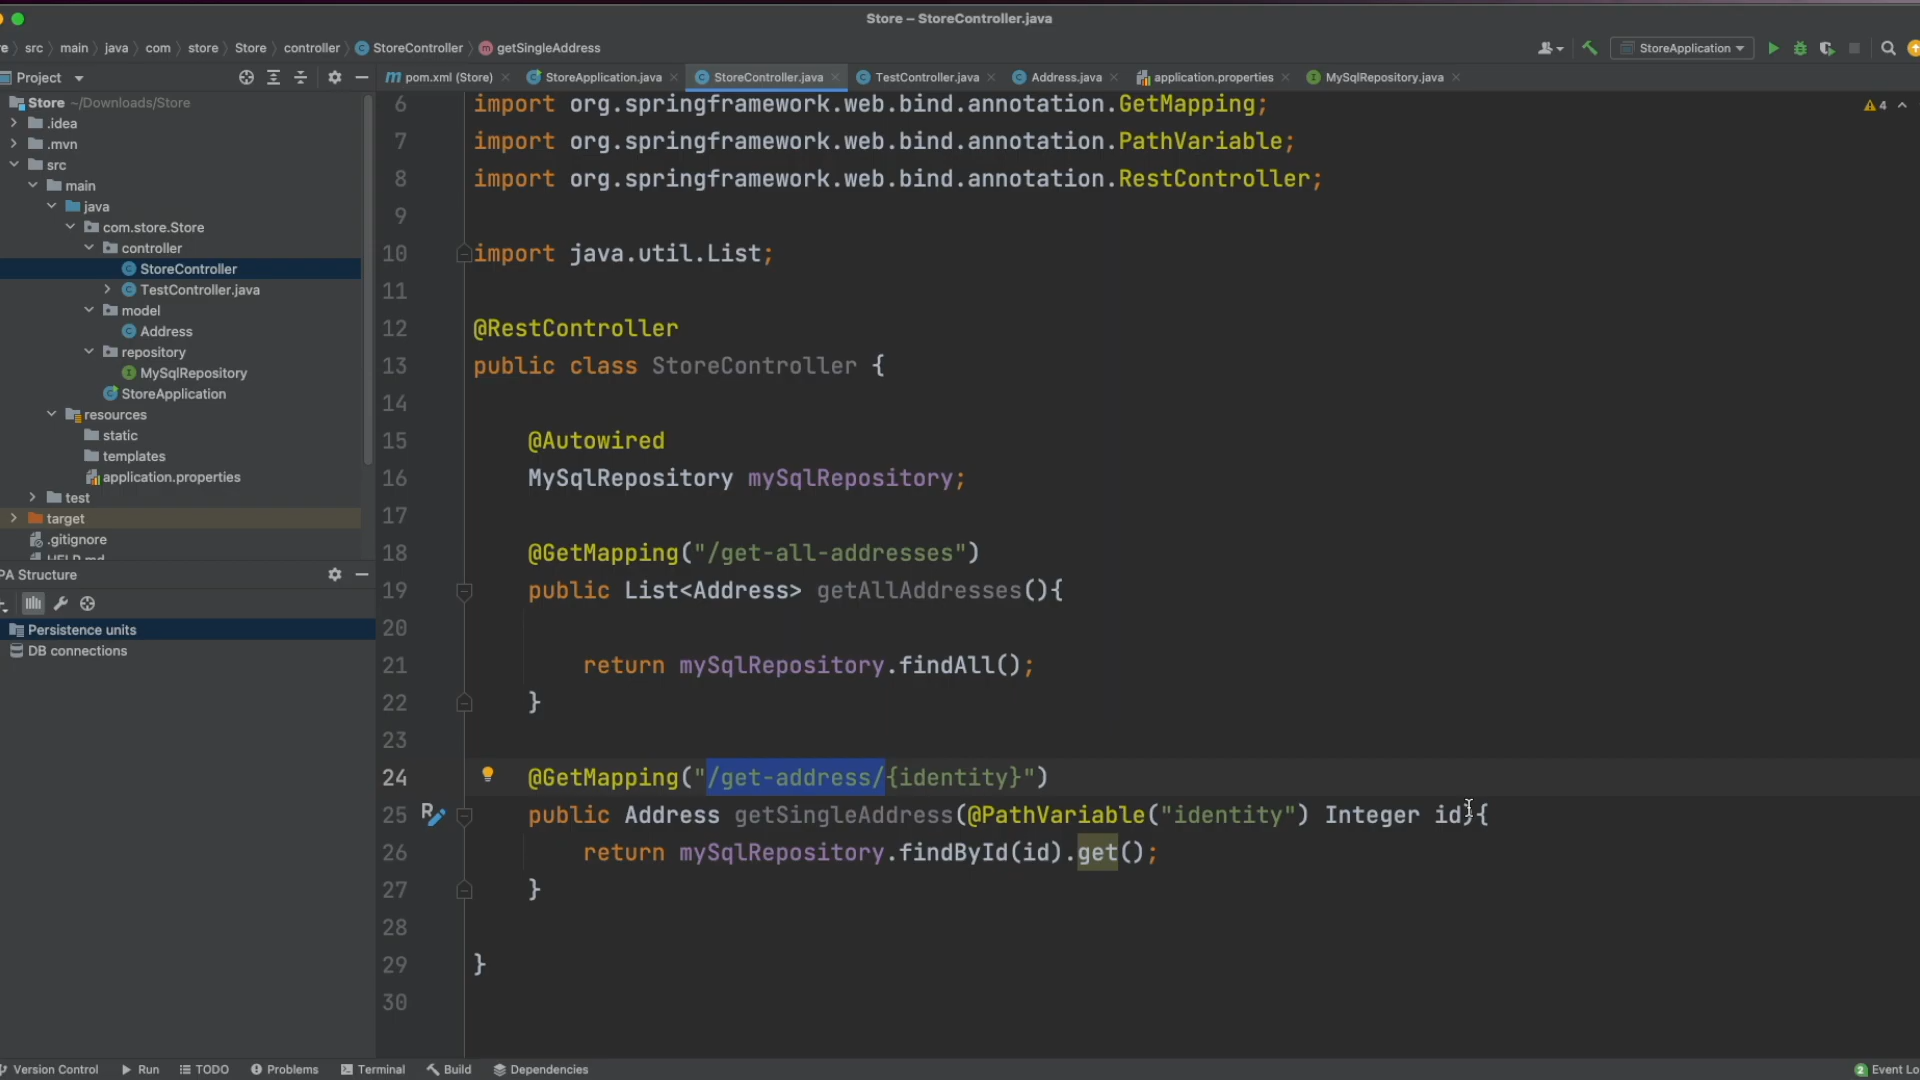 Store – StoreController.java
src main java com store Store controller StoreController getSingleAddress
StoreApplication
Project
pom.xml (Store) StoreApplication.java StoreController.java TestController.java Address.java application.properties MySqlRepository.java
Store ~/Downloads/Store
.idea
.mvn
src
main
java
com.store.Store
controller
StoreController
TestController.java
model
Address
repository
MySqlRepository
StoreApplication
resources
static
templates
application.properties
test
target
.gitignore
HELP.md
PA Structure
Persistence units
DB connections
4
6 import org.springframework.web.bind.annotation.GetMapping;
7 import org.springframework.web.bind.annotation.PathVariable;
8 import org.springframework.web.bind.annotation.RestController;
9
10 import java.util.List;
11
12 @RestController
13 public class StoreController {
14
15 @Autowired
16 MySqlRepository mySqlRepository;
17
18 @GetMapping("/get-all-addresses")
19 public List<Address> getAllAddresses(){
20
21 return mySqlRepository.findAll();
22 }
23
24 @GetMapping("/get-address/{identity}")
25 public Address getSingleAddress(@PathVariable("identity") Integer id){
26 return mySqlRepository.findById(id).get();
27 }
28
29 }
30
Version Control Run TODO Problems Terminal Build Dependencies
2 Event Lo